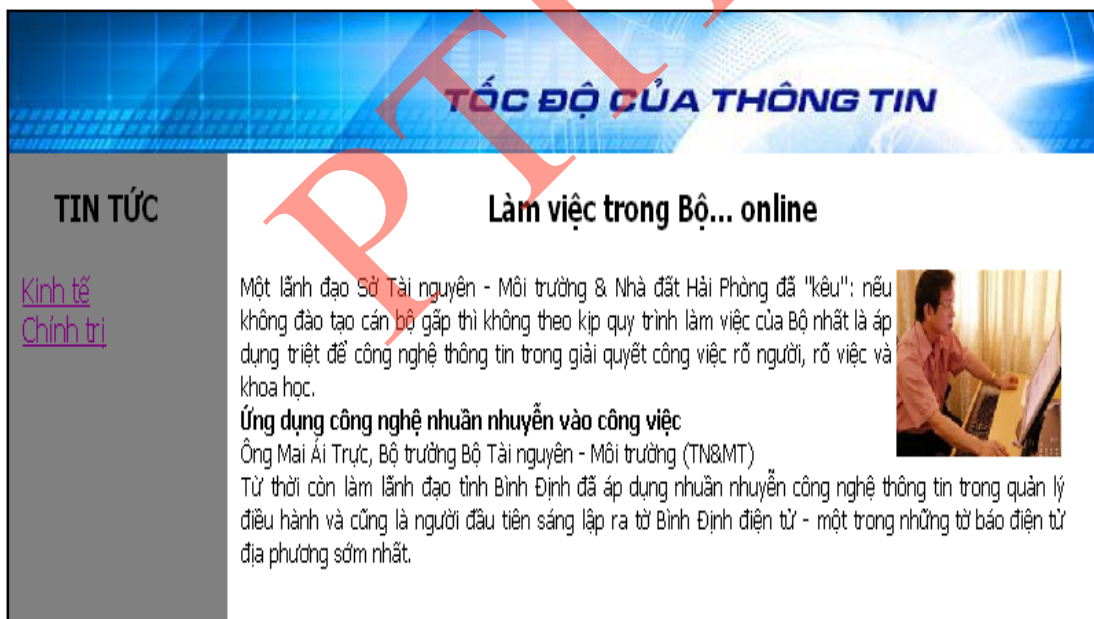 TỐC ĐỘ CỦA THÔNG TIN
TIN TỨC
Kinh tế
Chính trị
Làm việc trong Bộ... online
Một lãnh đạo Sở Tài nguyên - Môi trường & Nhà đất Hải Phòng đã "kêu": nếu
không đào tạo cán bộ gấp thì không theo kịp quy trình làm việc của Bộ nhất là áp
dụng triệt để công nghệ thông tin trong giải quyết công việc rõ người, rõ việc và
khoa học.
Ứng dụng công nghệ nhuần nhuyễn vào công việc
Ông Mai Ái Trực, Bộ trưởng Bộ Tài nguyên - Môi trường (TN&MT)
Từ thời còn làm lãnh đạo tỉnh Bình Định đã áp dụng nhuần nhuyễn công nghệ thông tin trong quản lý
điều hành và cũng là người đầu tiên sáng lập ra tờ Bình Định điện tử - một trong những tờ báo điện tử
địa phương sớm nhất.